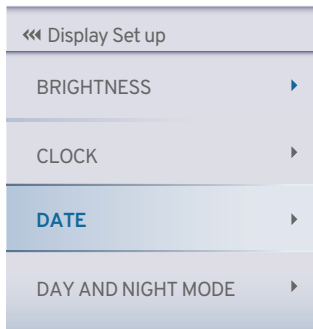 Display Set up
BRIGHTNESS
CLOCK
DATE
DAY AND NIGHT MODE